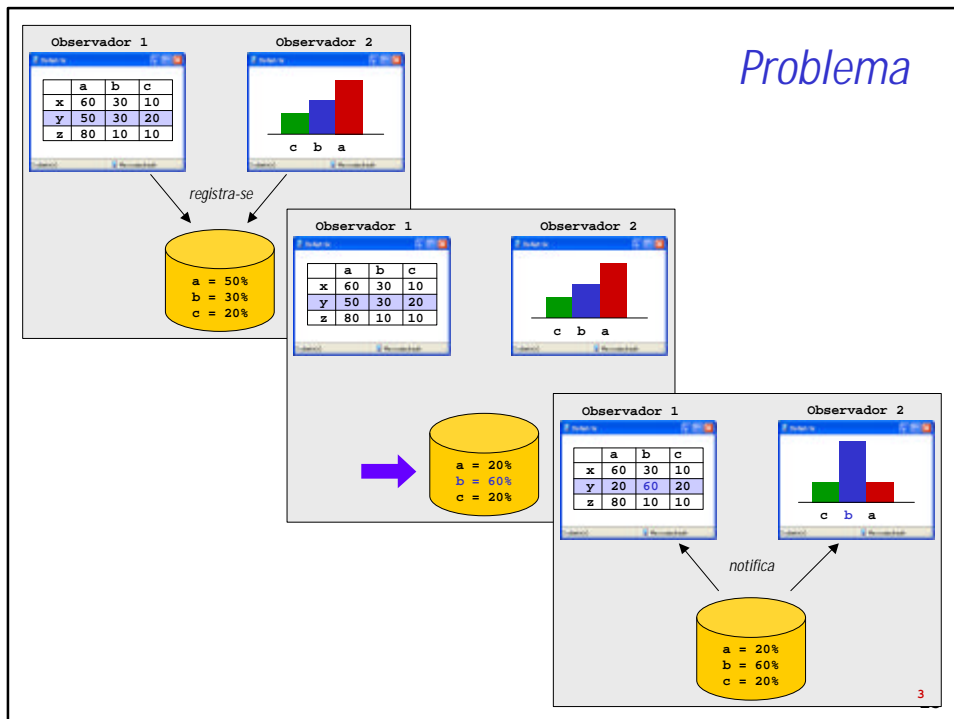 Problema
Observador 1
Observador 2
a b c
x 60 30 10
y 50 30 20
z 80 10 10
c b a
registra-se
a = 50%
b = 30%
c = 20%
Observador 1
Observador 2
a b c
x 60 30 10
y 50 30 20
z 80 10 10
c b a
a = 20%
b = 60%
c = 20%
Observador 1
Observador 2
a b c
x 60 30 10
y 20 60 20
z 80 10 10
c b a
notifica
a = 20%
b = 60%
c = 20%
3